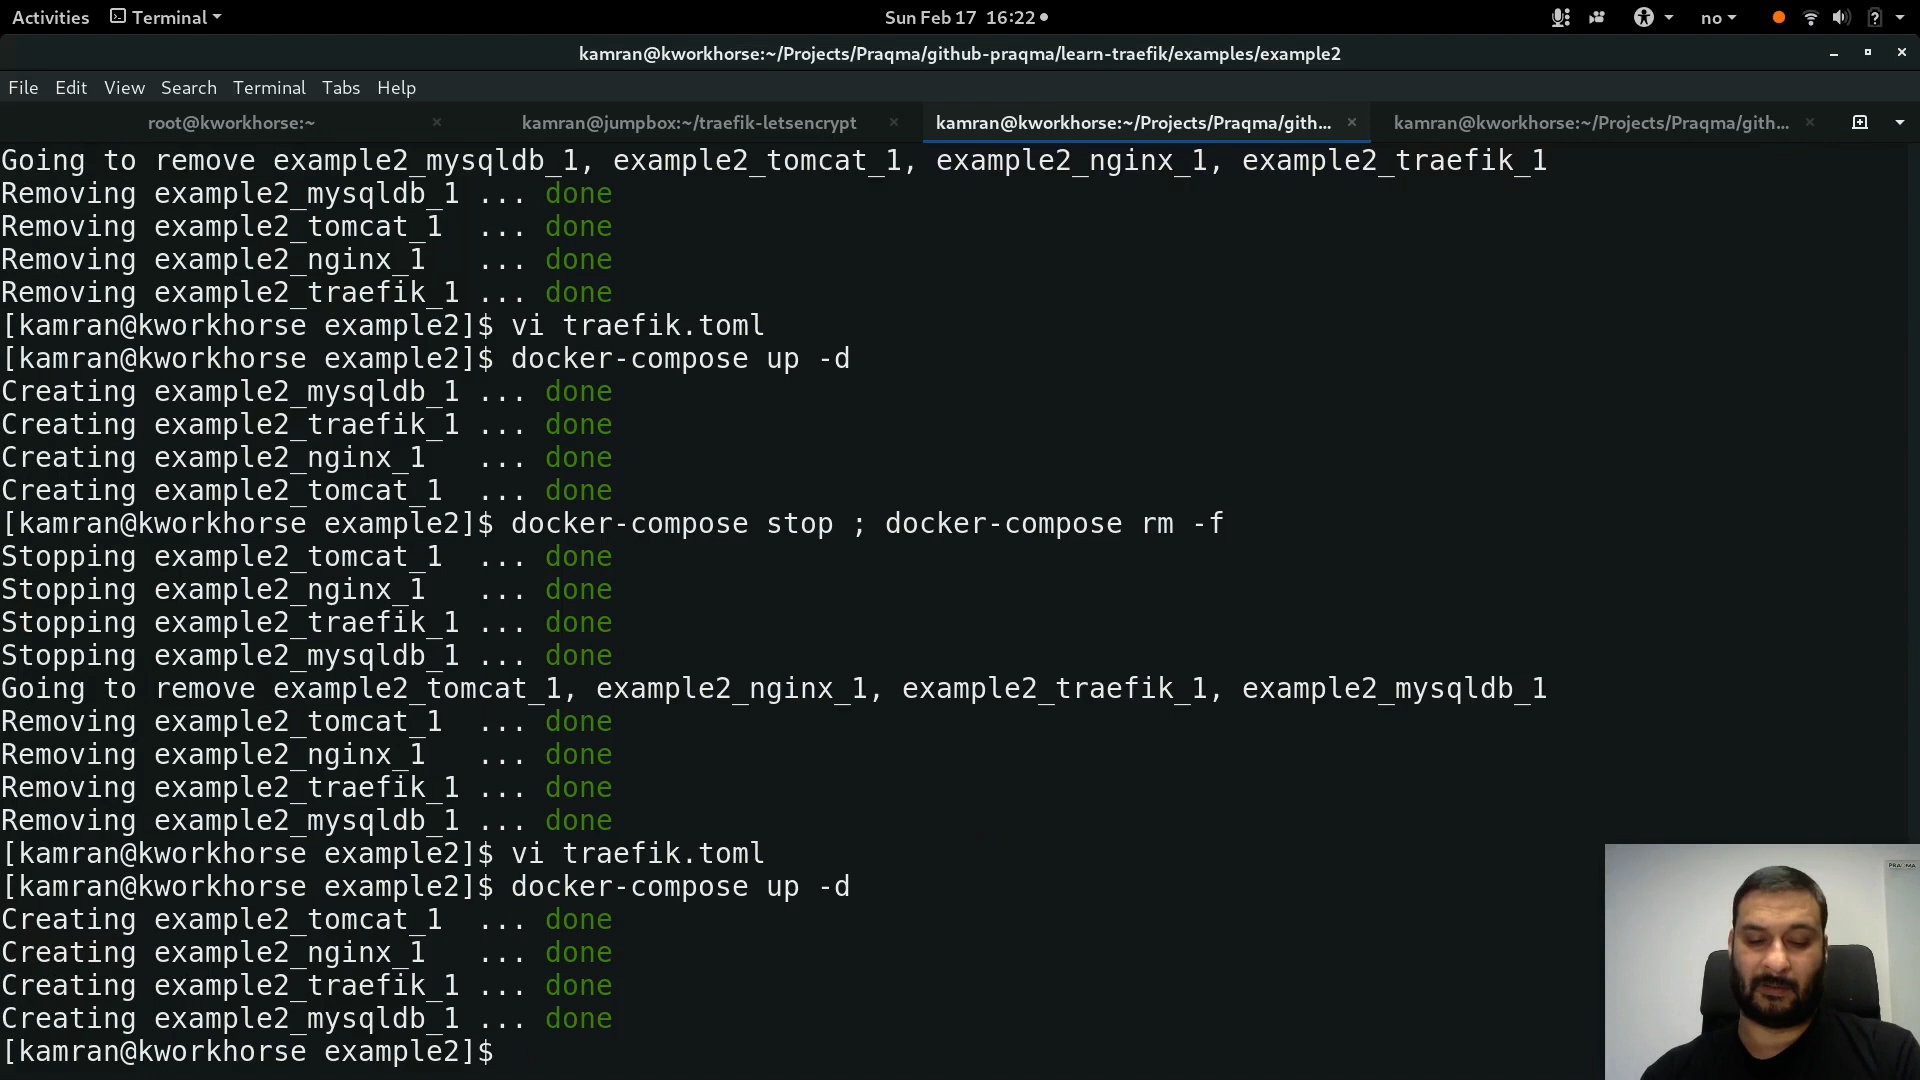 Activities Terminal Sun Feb 17 16:22 no
kamran@kworkhorse:~/Projects/Praqma/github-praqma/learn-traefik/examples/example2
File Edit View Search Terminal Tabs Help
root@kworkhorse:~ kamran@jumpbox:~/traefik-letsencrypt kamran@kworkhorse:~/Projects/Praqma/gith... kamran@kworkhorse:~/Projects/Praqma/gith...
Going to remove example2_mysqldb_1, example2_tomcat_1, example2_nginx_1, example2_traefik_1
Removing example2_mysqldb_1 ... done
Removing example2_tomcat_1  ... done
Removing example2_nginx_1   ... done
Removing example2_traefik_1 ... done
[kamran@kworkhorse example2]$ vi traefik.toml
[kamran@kworkhorse example2]$ docker-compose up -d
Creating example2_mysqldb_1 ... done
Creating example2_traefik_1 ... done
Creating example2_nginx_1   ... done
Creating example2_tomcat_1  ... done
[kamran@kworkhorse example2]$ docker-compose stop ; docker-compose rm -f
Stopping example2_tomcat_1  ... done
Stopping example2_nginx_1   ... done
Stopping example2_traefik_1 ... done
Stopping example2_mysqldb_1 ... done
Going to remove example2_tomcat_1, example2_nginx_1, example2_traefik_1, example2_mysqldb_1
Removing example2_tomcat_1  ... done
Removing example2_nginx_1   ... done
Removing example2_traefik_1 ... done
Removing example2_mysqldb_1 ... done
[kamran@kworkhorse example2]$ vi traefik.toml
[kamran@kworkhorse example2]$ docker-compose up -d
Creating example2_tomcat_1  ... done
Creating example2_nginx_1   ... done
Creating example2_traefik_1 ... done
Creating example2_mysqldb_1 ... done
[kamran@kworkhorse example2]$
PRAQMA